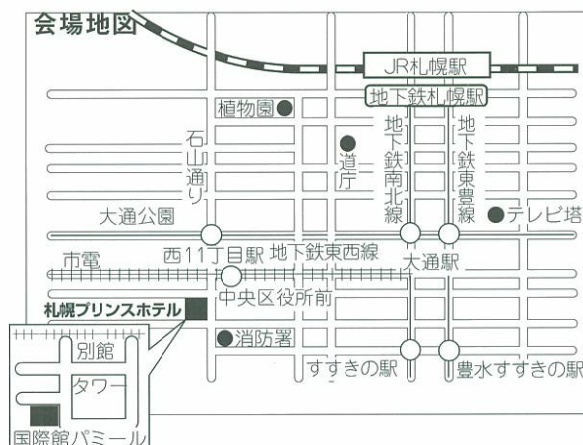 会場地図
JR札幌駅
地下鉄札幌駅
植物園
石山通り
道庁
地下鉄南北線
地下鉄東豊線
大通公園
テレビ塔
西11丁目駅
地下鉄東西線
大通駅
市電
中央区役所前
札幌プリンスホテル
消防署
すすきの駅
豊水すすきの駅
別館
タワー
国際館パミール